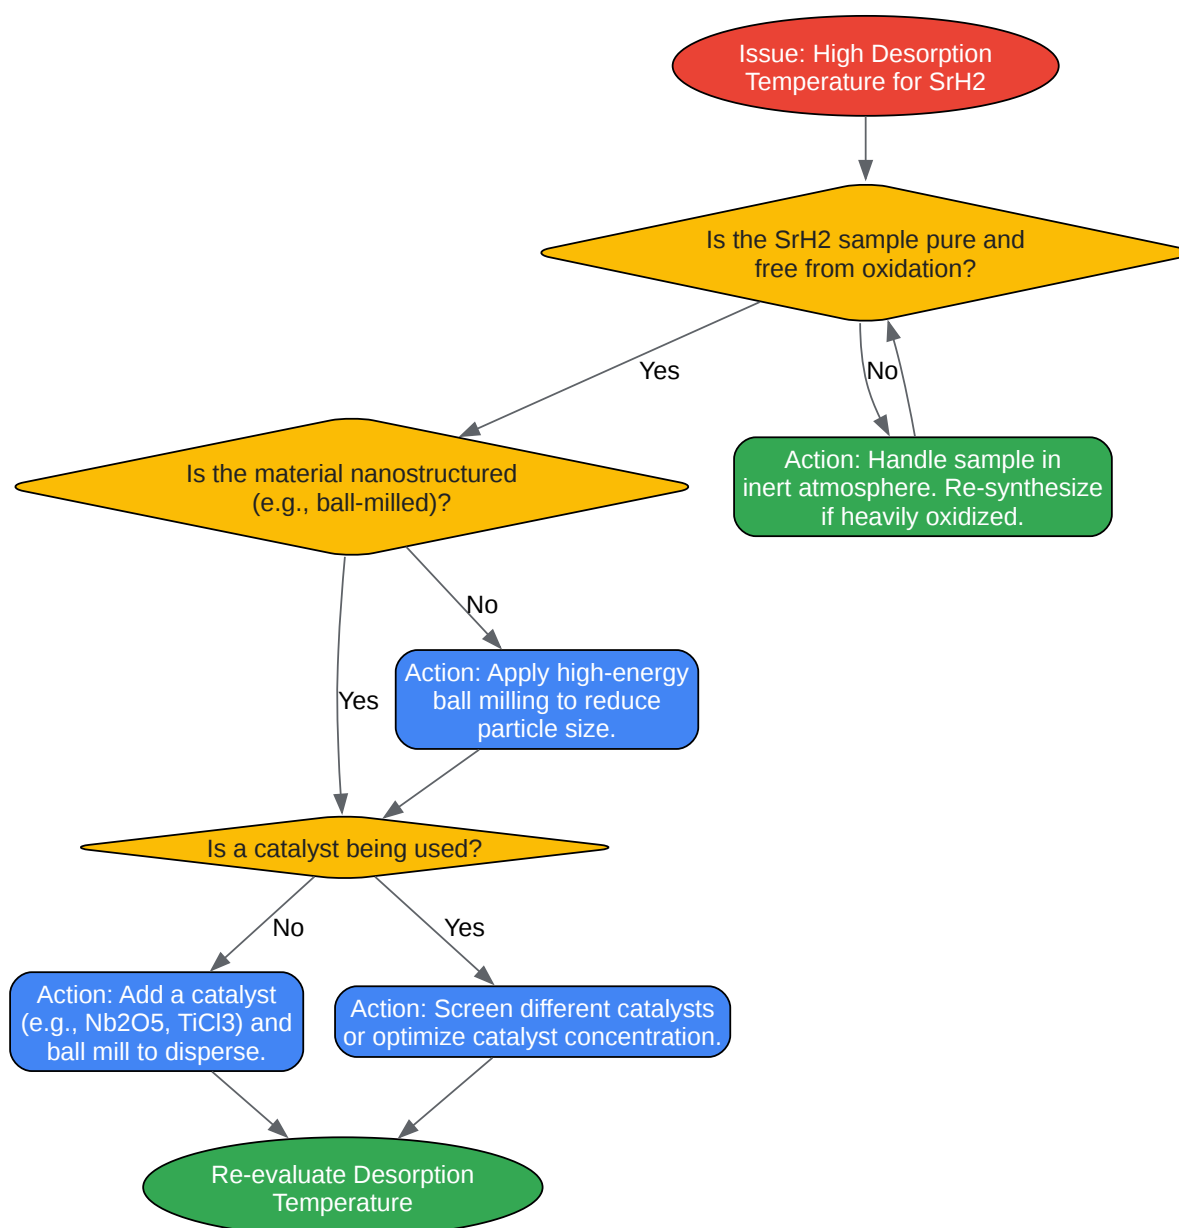 Issue: High Desorption
Temperature for SrH2
Is the SrH2 sample pure and
free from oxidation?
Yes
No
Action: Handle sample in
inert atmosphere. Re-synthesize
if heavily oxidized.
Is the material nanostructured
(e.g., ball-milled)?
No
Yes
Action: Apply high-energy
ball milling to reduce
particle size.
Is a catalyst being used?
No
Yes
Action: Add a catalyst
(e.g., Nb2O5, TiCl3) and
ball mill to disperse.
Action: Screen different catalysts
or optimize catalyst concentration.
Re-evaluate Desorption
Temperature